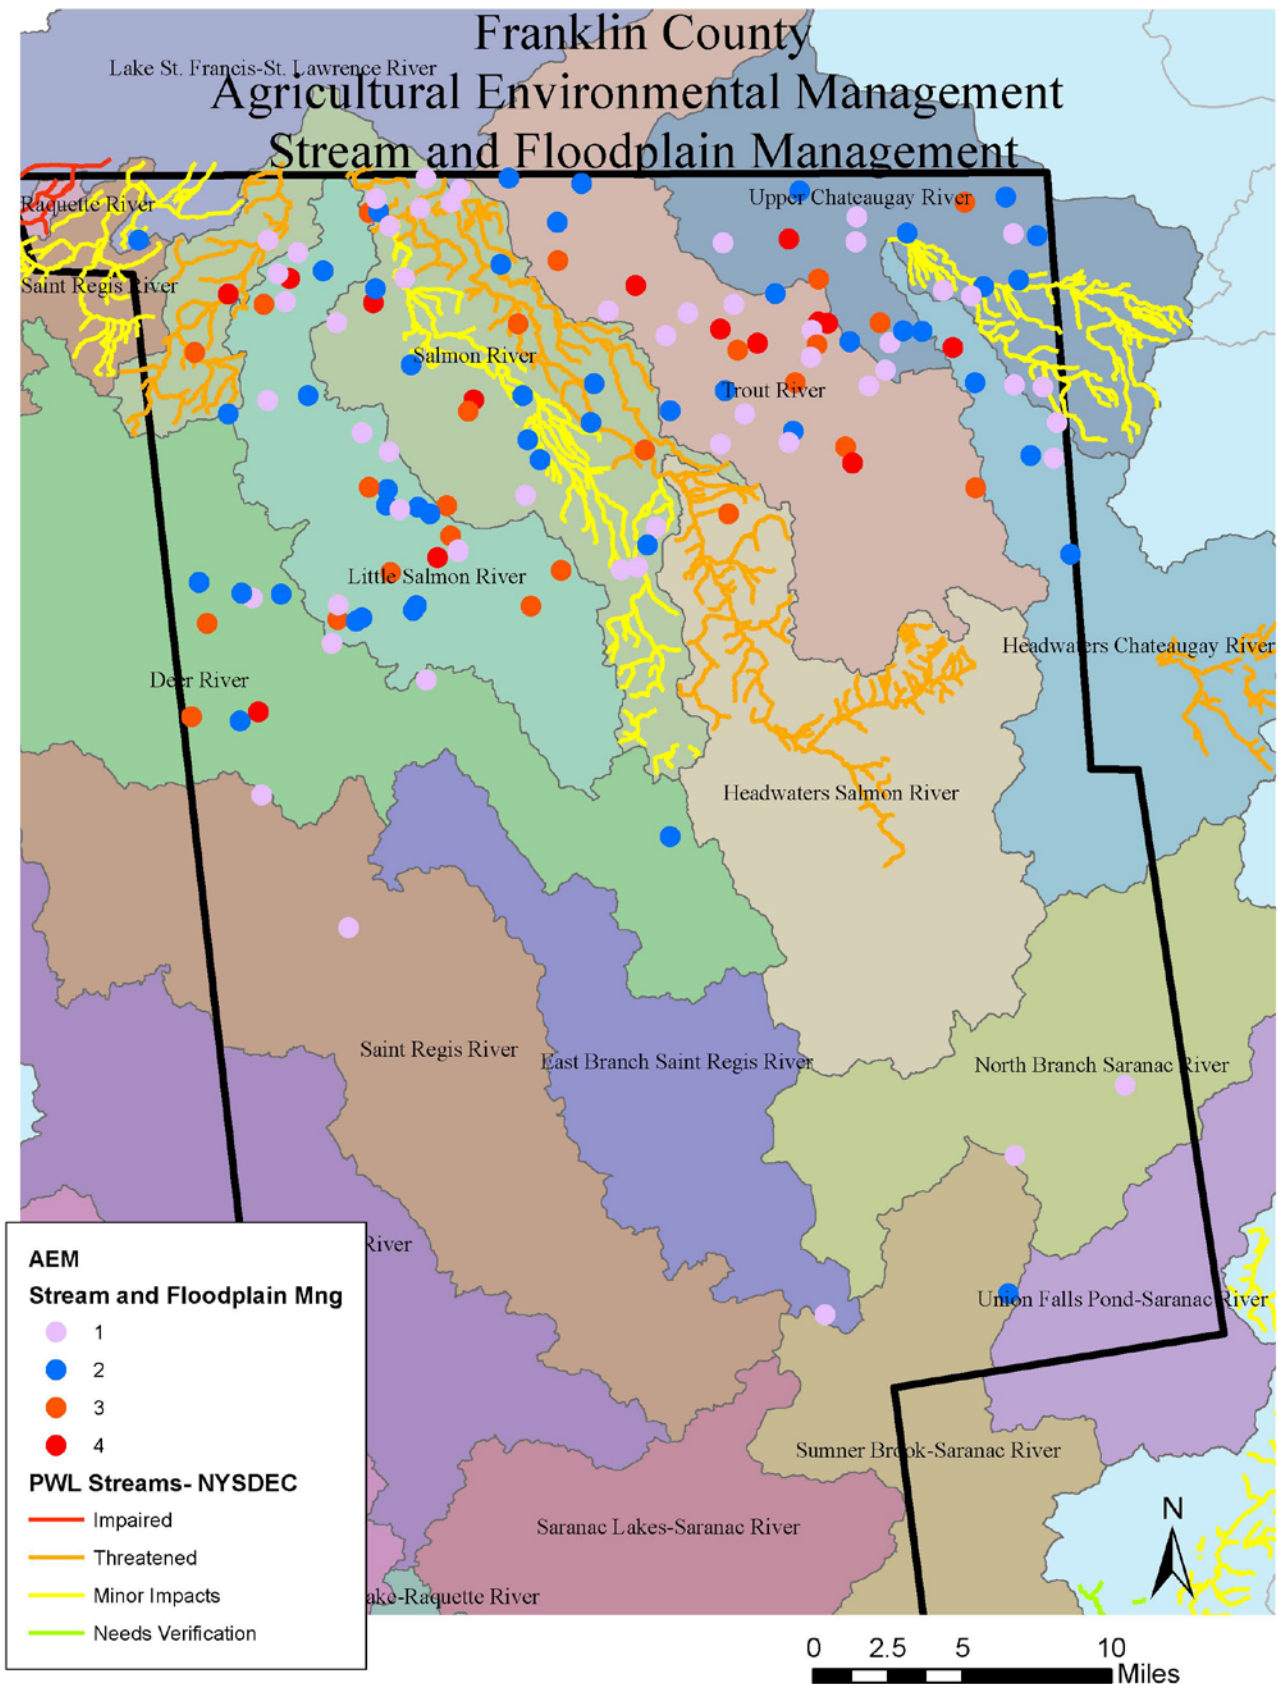 Franklin County
Lake St. Francis-St. Lawrence River
Agricultural Environmental Management
Stream and Floodplain Management
Upper Chateaugay River
Raquette River
Saint Regis River
Salmon River
Trout River
Little Salmon River
Headwaters Chateaugay River
Deer River
Headwaters Salmon River
Saint Regis River
East Branch Saint Regis River
North Branch Saranac River
River
Union Falls Pond-Saranac River
Sumner Brook-Saranac River
Saranac Lakes-Saranac River
ake-Raquette River
AEM
Stream and Floodplain Mng
1
2
3
4
PWL Streams- NYSDEC
Impaired
Threatened
Minor Impacts
Needs Verification
N
0 2.5 5 10
Miles